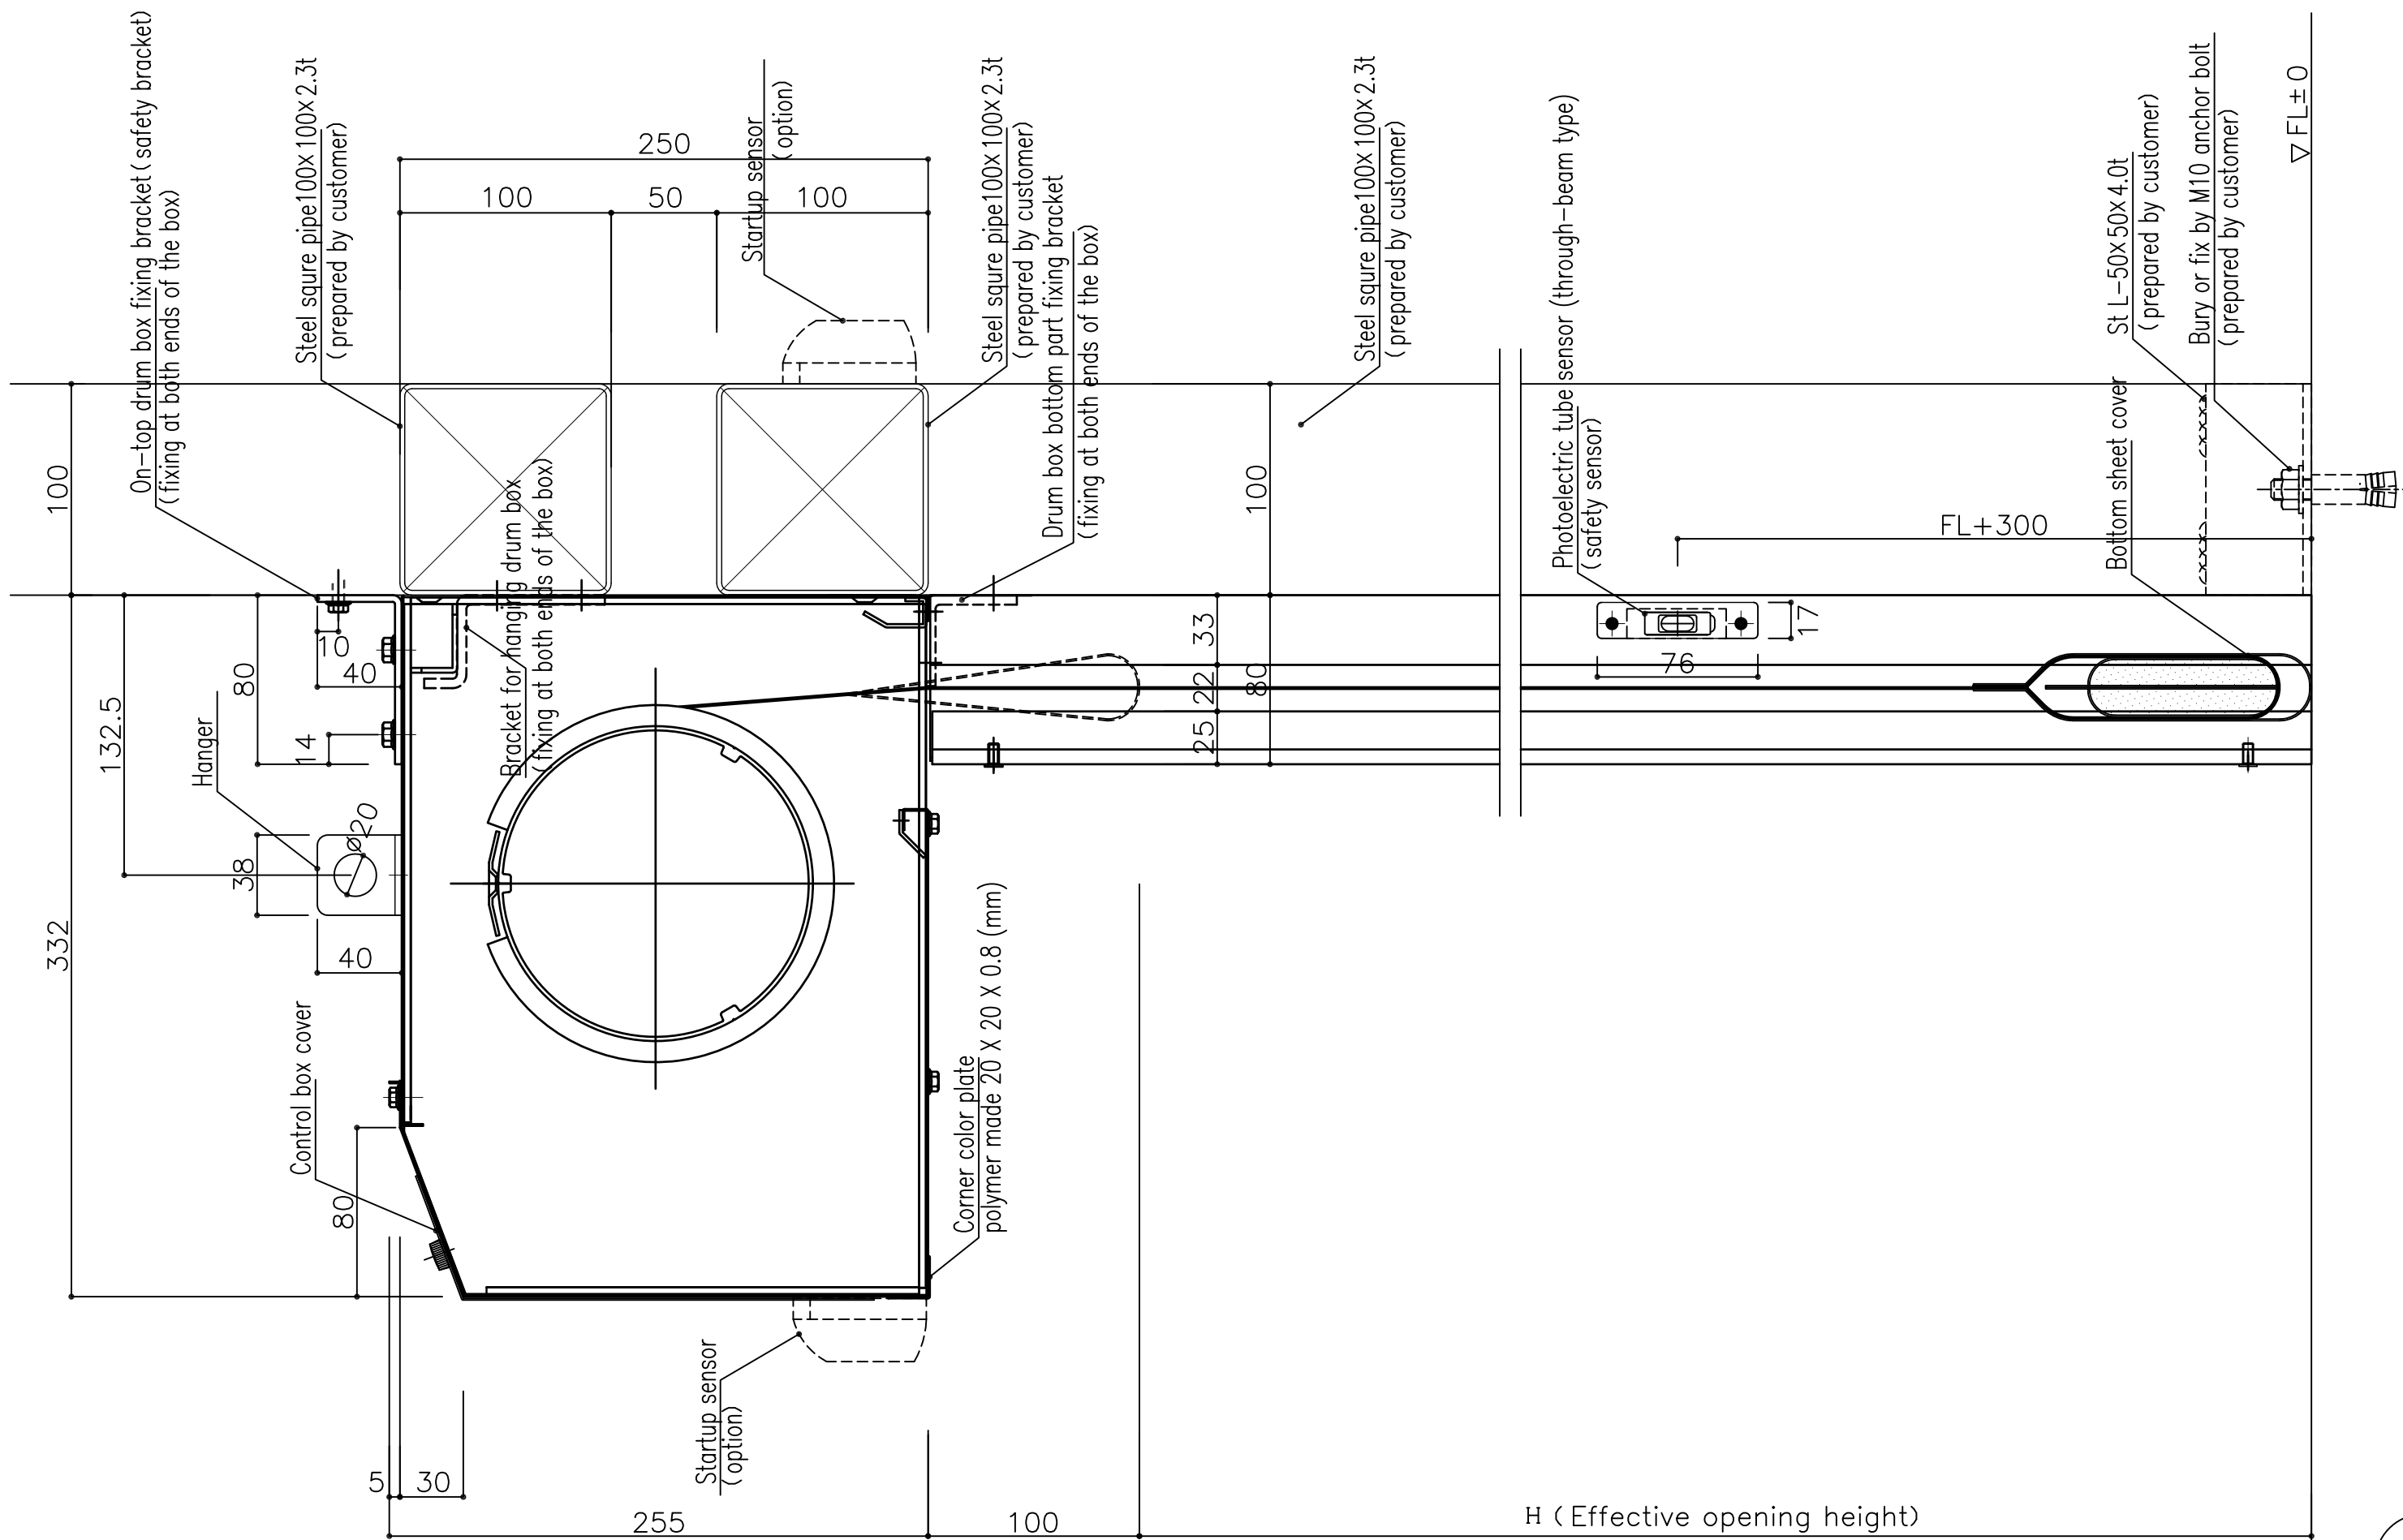 On-top drum box fixing bracket(safety bracket)
(fixing at both ends of the box)
Steel squre pipe100x100x2.3t
(prepared by customer)
250
100
50
100
Startup sensor
(option)
Steel squre pipe100x100x2.3t
(prepared by customer)
Drum box bottom part fixing bracket
(fixing at both ends of the box)
Steel squre pipe100x100x2.3t
(prepared by customer)
Photoelectric tube sensor (through-beam type)
(safety sensor)
St L-50x50x4.0t
(prepared by customer)
Bury or fix by M10 anchor bolt
(prepared by customer)
▽FL±0
Bottom sheet cover
100
100
FL+300
Bracket for hanging drum box
(fixing at both ends of the box)
10
40
80
132.5
14
33
22
80
25
76
17
Hanger
ø20
38
40
332
Control box cover
80
Corner color plate
polymer made 20 X 20 X 0.8 (mm)
Startup sensor
(option)
5
30
255
100
H (Effective opening height)